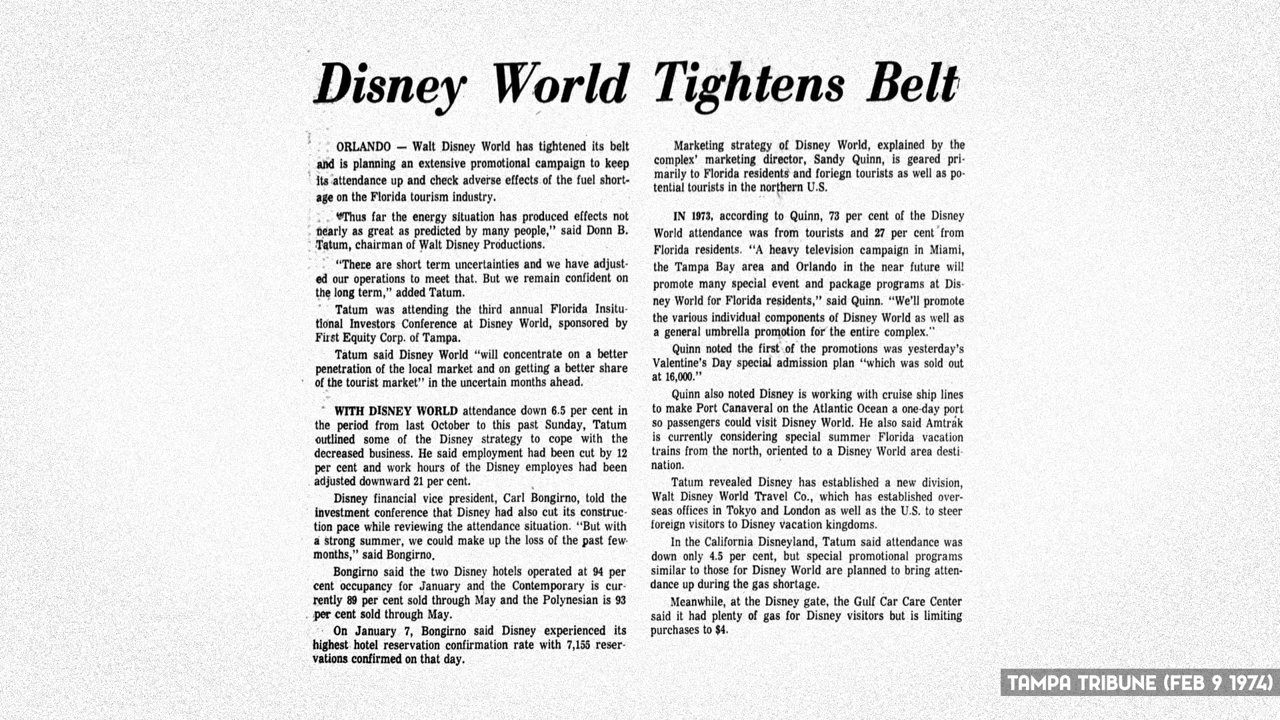 Disney World Tightens Belt
ORLANDO — Walt Disney World has tightened its belt
and is planning an extensive promotional campaign to keep
its attendance up and check adverse effects of the fuel short-
age on the Florida tourism industry.
"Thus far the energy situation has produced effects not
nearly as great as predicted by many people," said Donn B.
Tatum, chairman of Walt Disney Productions.
"There are short term uncertainties and we have adjust-
ed our operations to meet that. But we remain confident on
the long term," added Tatum.
Tatum was attending the third annual Florida Insitu-
tional Investors Conference at Disney World, sponsored by
First Equity Corp. of Tampa.
Tatum said Disney World "will concentrate on a better
penetration of the local market and on getting a better share
of the tourist market" in the uncertain months ahead.
WITH DISNEY WORLD attendance down 6.5 per cent in
the period from last October to this past Sunday, Tatum
outlined some of the Disney strategy to cope with the
decreased business. He said employment had been cut by 12
per cent and work hours of the Disney employes had been
adjusted downward 21 per cent.
Disney financial vice president, Carl Bongirno, told the
investment conference that Disney had also cut its construc-
tion pace while reviewing the attendance situation. "But with
a strong summer, we could make up the loss of the past few
months," said Bongirno.
Bongirno said the two Disney hotels operated at 94 per
cent occupancy for January and the Contemporary is cur-
rently 89 per cent sold through May and the Polynesian is 93
per cent sold through May.
On January 7, Bongirno said Disney experienced its
highest hotel reservation confirmation rate with 7,155 reser-
vations confirmed on that day.
Marketing strategy of Disney World, explained by the
complex' marketing director, Sandy Quinn, is geared pri-
marily to Florida residents and foriegn tourists as well as po-
tential tourists in the northern U.S.
IN 1973, according to Quinn, 73 per cent of the Disney
World attendance was from tourists and 27 per cent from
Florida residents. "A heavy television campaign in Miami,
the Tampa Bay area and Orlando in the near future will
promote many special event and package programs at Dis-
ney World for Florida residents," said Quinn. "We'll promote
the various individual components of Disney World as well as
a general umbrella promotion for the entire complex."
Quinn noted the first of the promotions was yesterday's
Valentine's Day special admission plan "which was sold out
at 16,000."
Quinn also noted Disney is working with cruise ship lines
to make Port Canaveral on the Atlantic Ocean a one-day port
so passengers could visit Disney World. He also said Amtrak
is currently considering special summer Florida vacation
trains from the north, oriented to a Disney World area desti-
nation.
Tatum revealed Disney has established a new division,
Walt Disney World Travel Co., which has established over-
seas offices in Tokyo and London as well as the U.S. to steer
foreign visitors to Disney vacation kingdoms.
In the California Disneyland, Tatum said attendance was
down only 4.5 per cent, but special promotional programs
similar to those for Disney World are planned to bring atten-
dance up during the gas shortage.
Meanwhile, at the Disney gate, the Gulf Car Care Center
said it had plenty of gas for Disney visitors but is limiting
purchases to $4.
TAMPA TRIBUNE (FEB 9 1974)